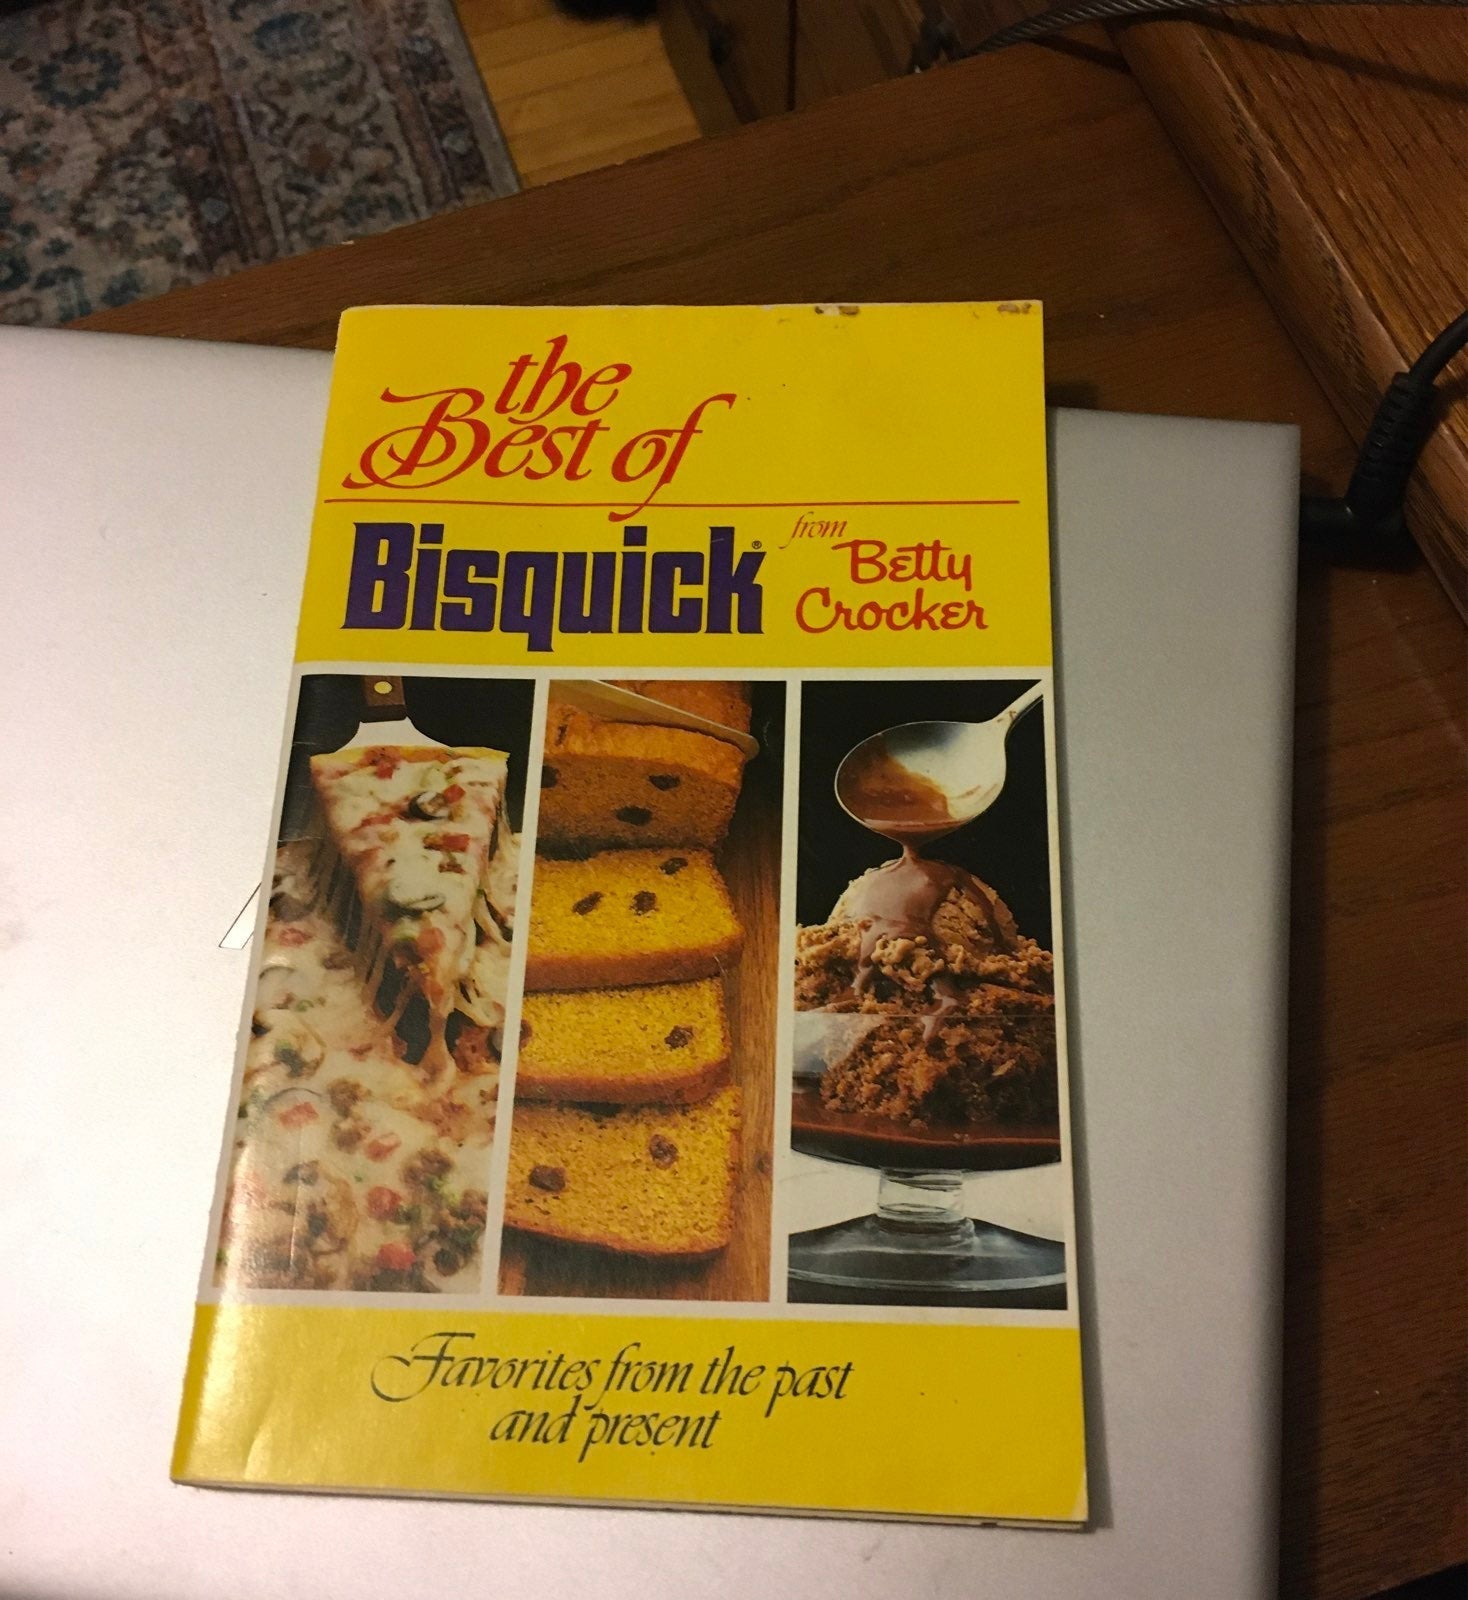 the
Best of
Bisquick®
from
Betty
Crocker
Favorites from the past
and present